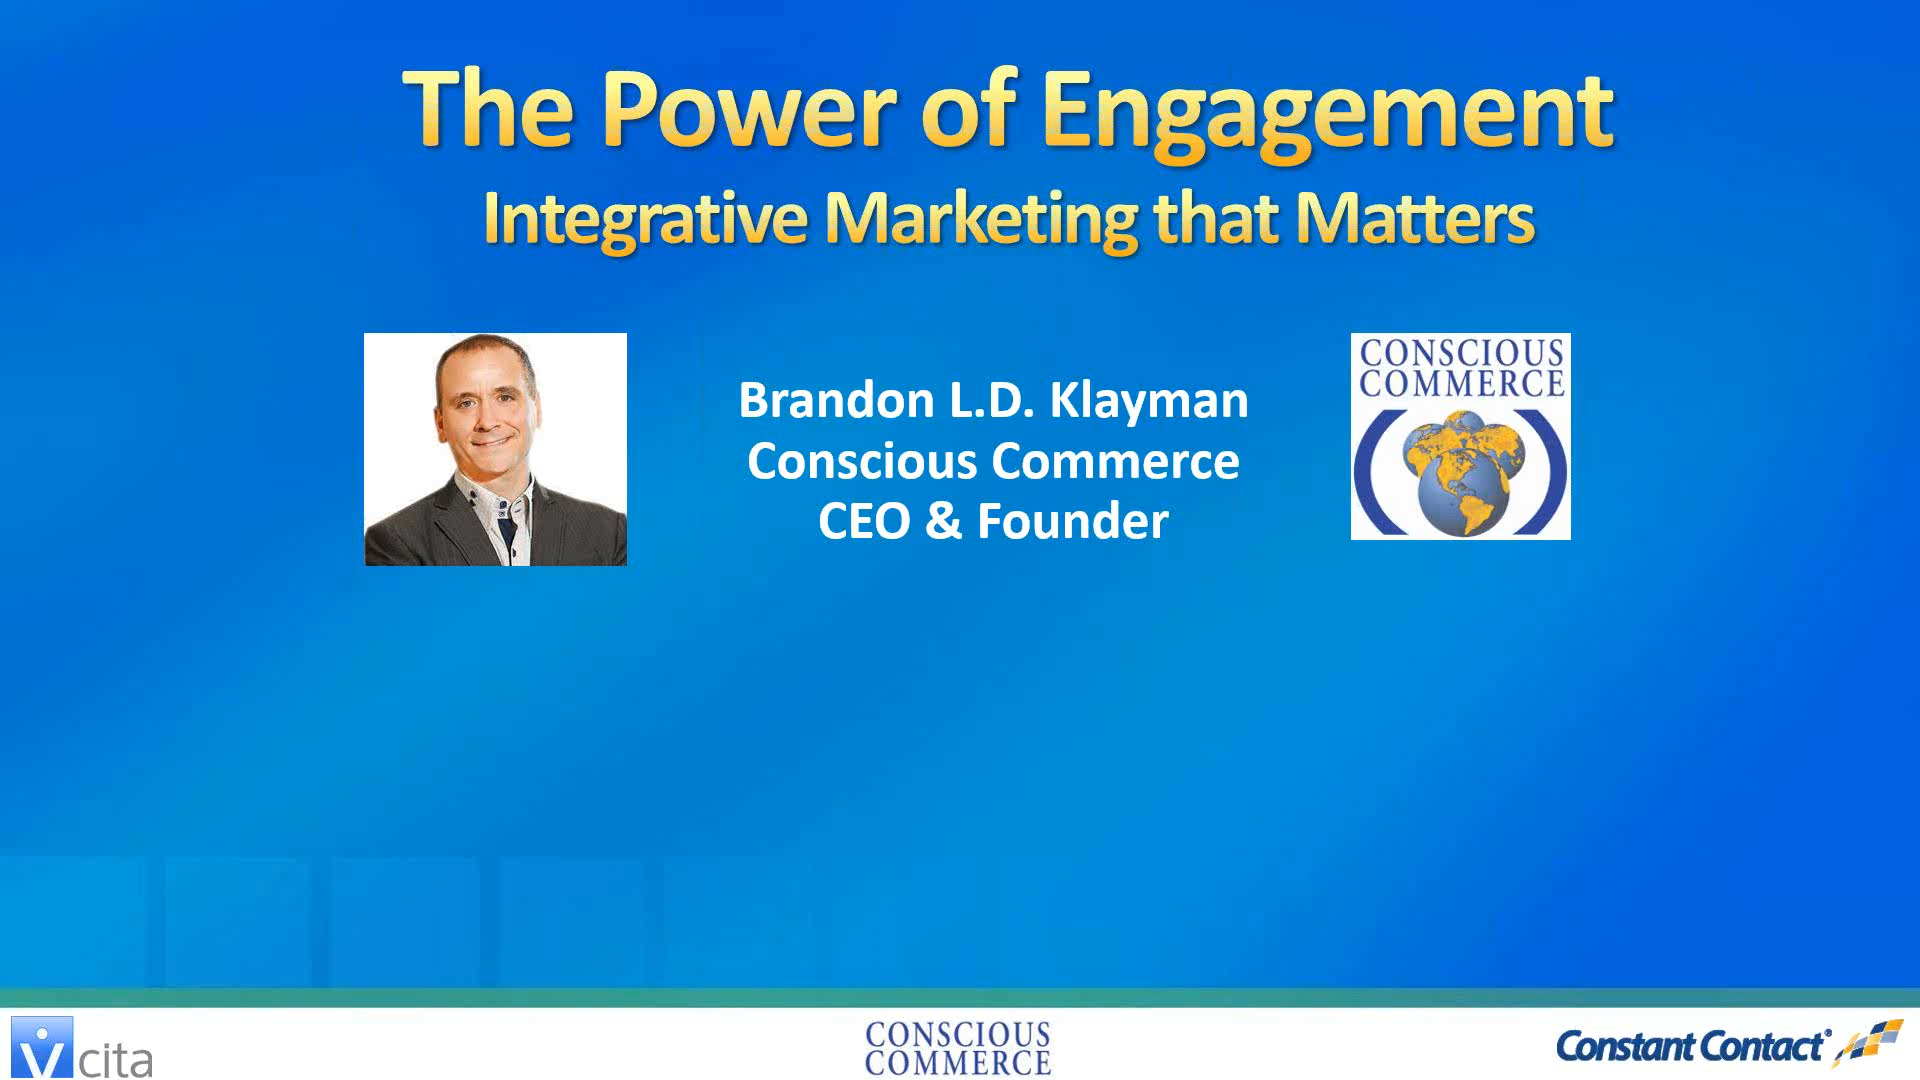 The Power of Engagement
Integrative Marketing that Matters
Brandon L.D. Klayman
Conscious Commerce
CEO & Founder
CONSCIOUS
COMMERCE
vcita
CONSCIOUS
COMMERCE
Constant Contact®